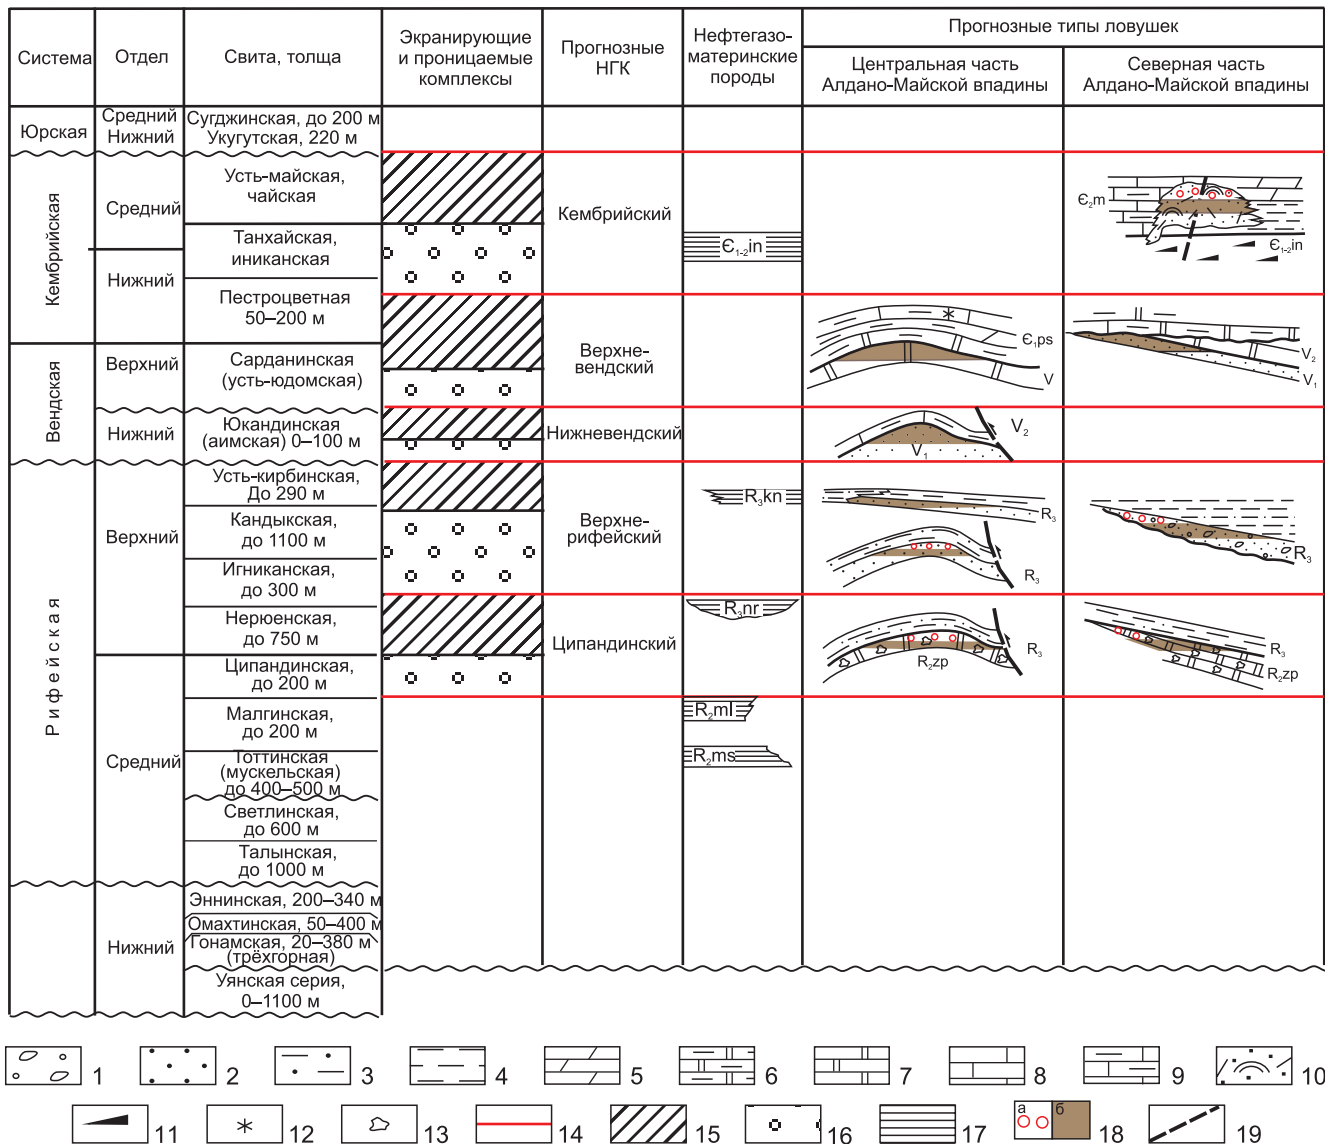 Система
Отдел
Свита, толща
Экранирующие
и проницаемые
комплексы
Прогнозные
НГК
Нефтегазо-
материнские
породы
Прогнозные типы ловушек
Центральная часть
Алдано-Майской впадины
Северная часть
Алдано-Майской впадины
Юрская
Средний
Нижний
Сугджинская, до 200 м
Укугутская, 220 м
Кембрийская
Средний
Усть-майская,
чайская
Кембрийский
Є₂m
Є₁₋₂in
Танхайская,
иниканская
Є₁₋₂in
Нижний
Пестроцветная
50–200 м
Верхне-
вендский
Є₁ps
V
V₂
V₁
Вендская
Верхний
Сарданинская
(усть-юдомская)
Нижний
Юкандинская
(аимская) 0–100 м
Нижневендский
V₂
V₁
Рифейская
Верхний
Усть-кирбинская,
До 290 м
R₃kn
R₃
Кандыкская,
до 1100 м
Верхне-
рифейский
R₃
R₃
Игниканская,
до 300 м
Нерюенская,
до 750 м
R₃nr
Ципандинский
R₃
R₂zp
R₃
R₂zp
Средний
Ципандинская,
до 200 м
Малгинская,
до 200 м
R₂ml
Тоттинская
(мускельская)
до 400–500 м
R₂ms
Светлинская,
до 600 м
Талынская,
до 1000 м
Нижний
Эннинская, 200–340 м
Омахтинская, 50–400 м
Гонамская, 20–380 м
(трёхгорная)
Уянская серия,
0–1100 м
1
2
3
4
5
6
7
8
9
10
11
12
13
14
15
16
17
а б 18
19